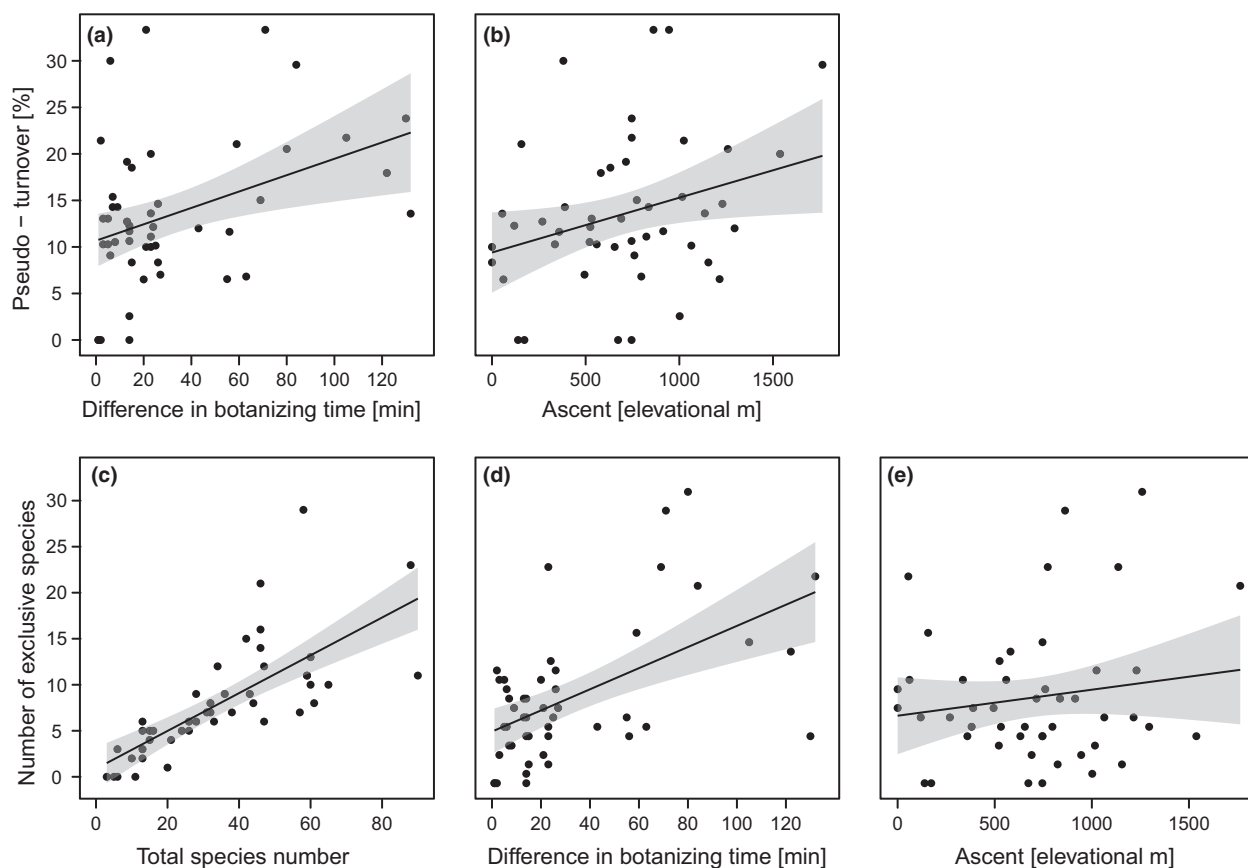 (a)
(b)
Pseudo − turnover [%]
30
25
20
15
10
5
0
0 20 40 60 80 100 120
0 500 1000 1500
Difference in botanizing time [min]
Ascent [elevational m]
(c)
(d)
(e)
Number of exclusive species
30
25
20
15
10
5
0
0 20 40 60 80
0 20 40 60 80 100 120
0 500 1000 1500
Total species number
Difference in botanizing time [min]
Ascent [elevational m]